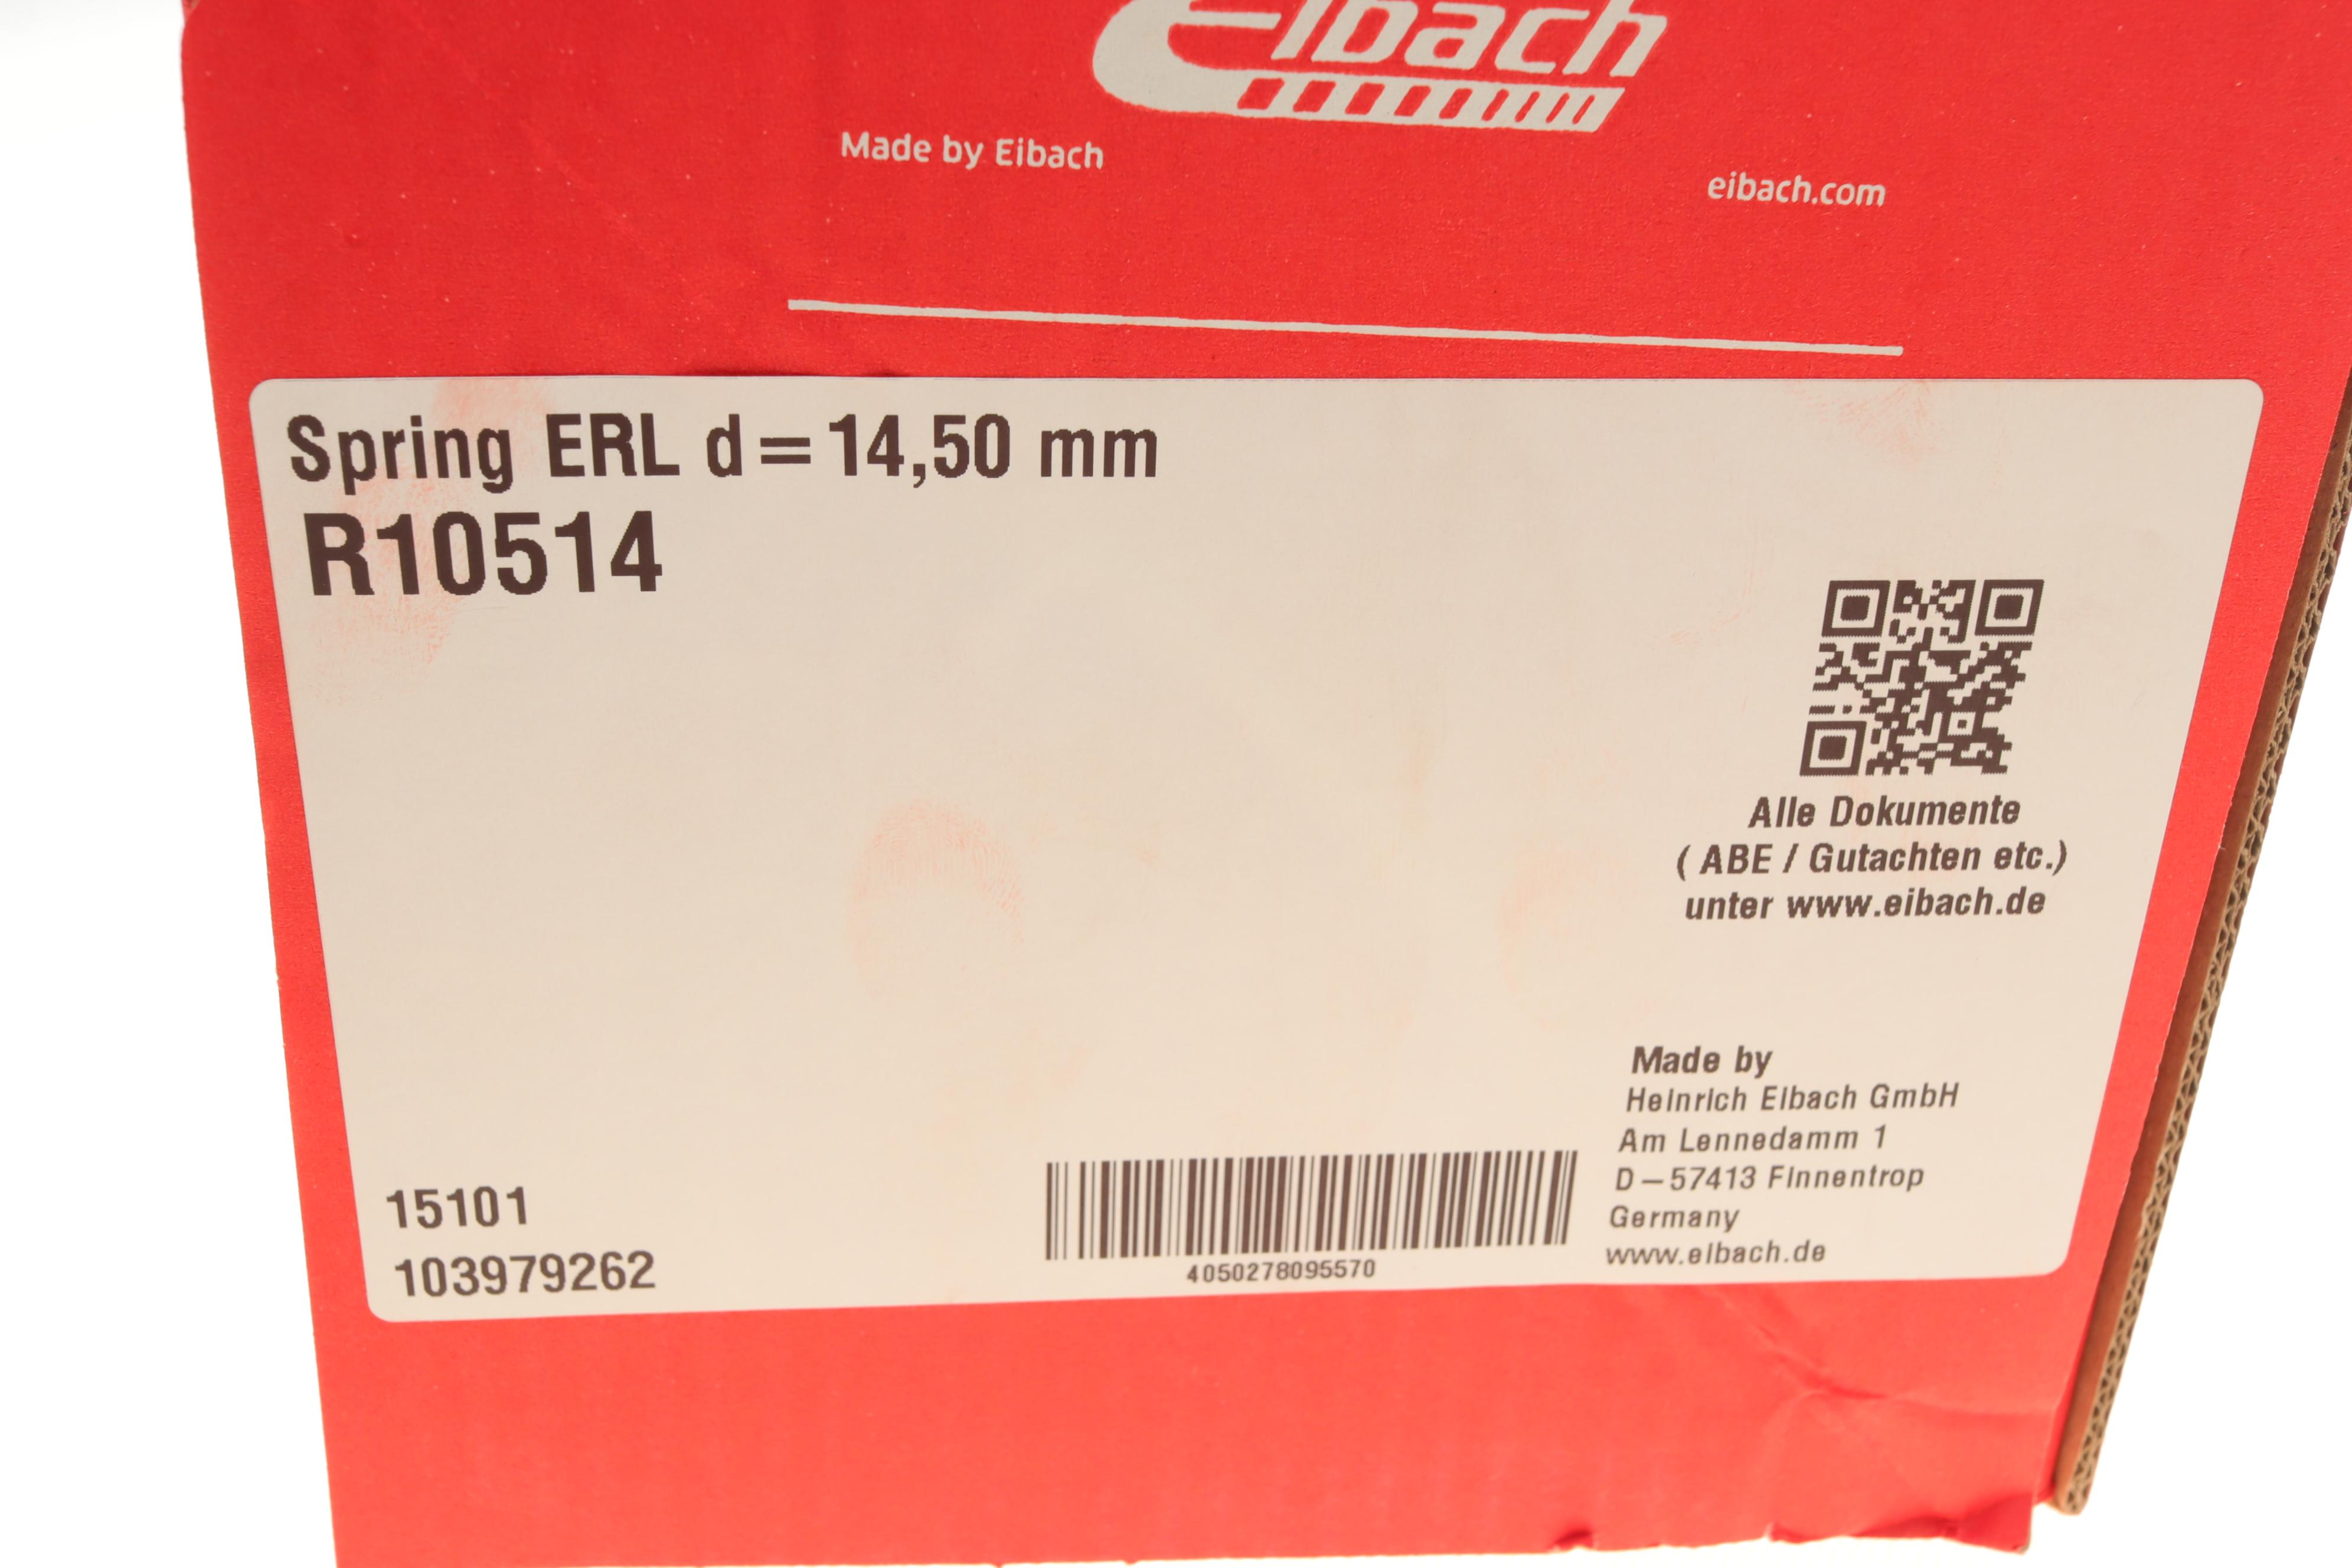 eibach
Made by Eibach
eibach.com
Spring ERL d=14,50 mm
R10514
Alle Dokumente
( ABE / Gutachten etc.)
unter www.eibach.de
Made by
Heinrich Eibach GmbH
Am Lennedamm 1
D-57413 Finnentrop
Germany
www.eibach.de
15101
103979262
4050278095570